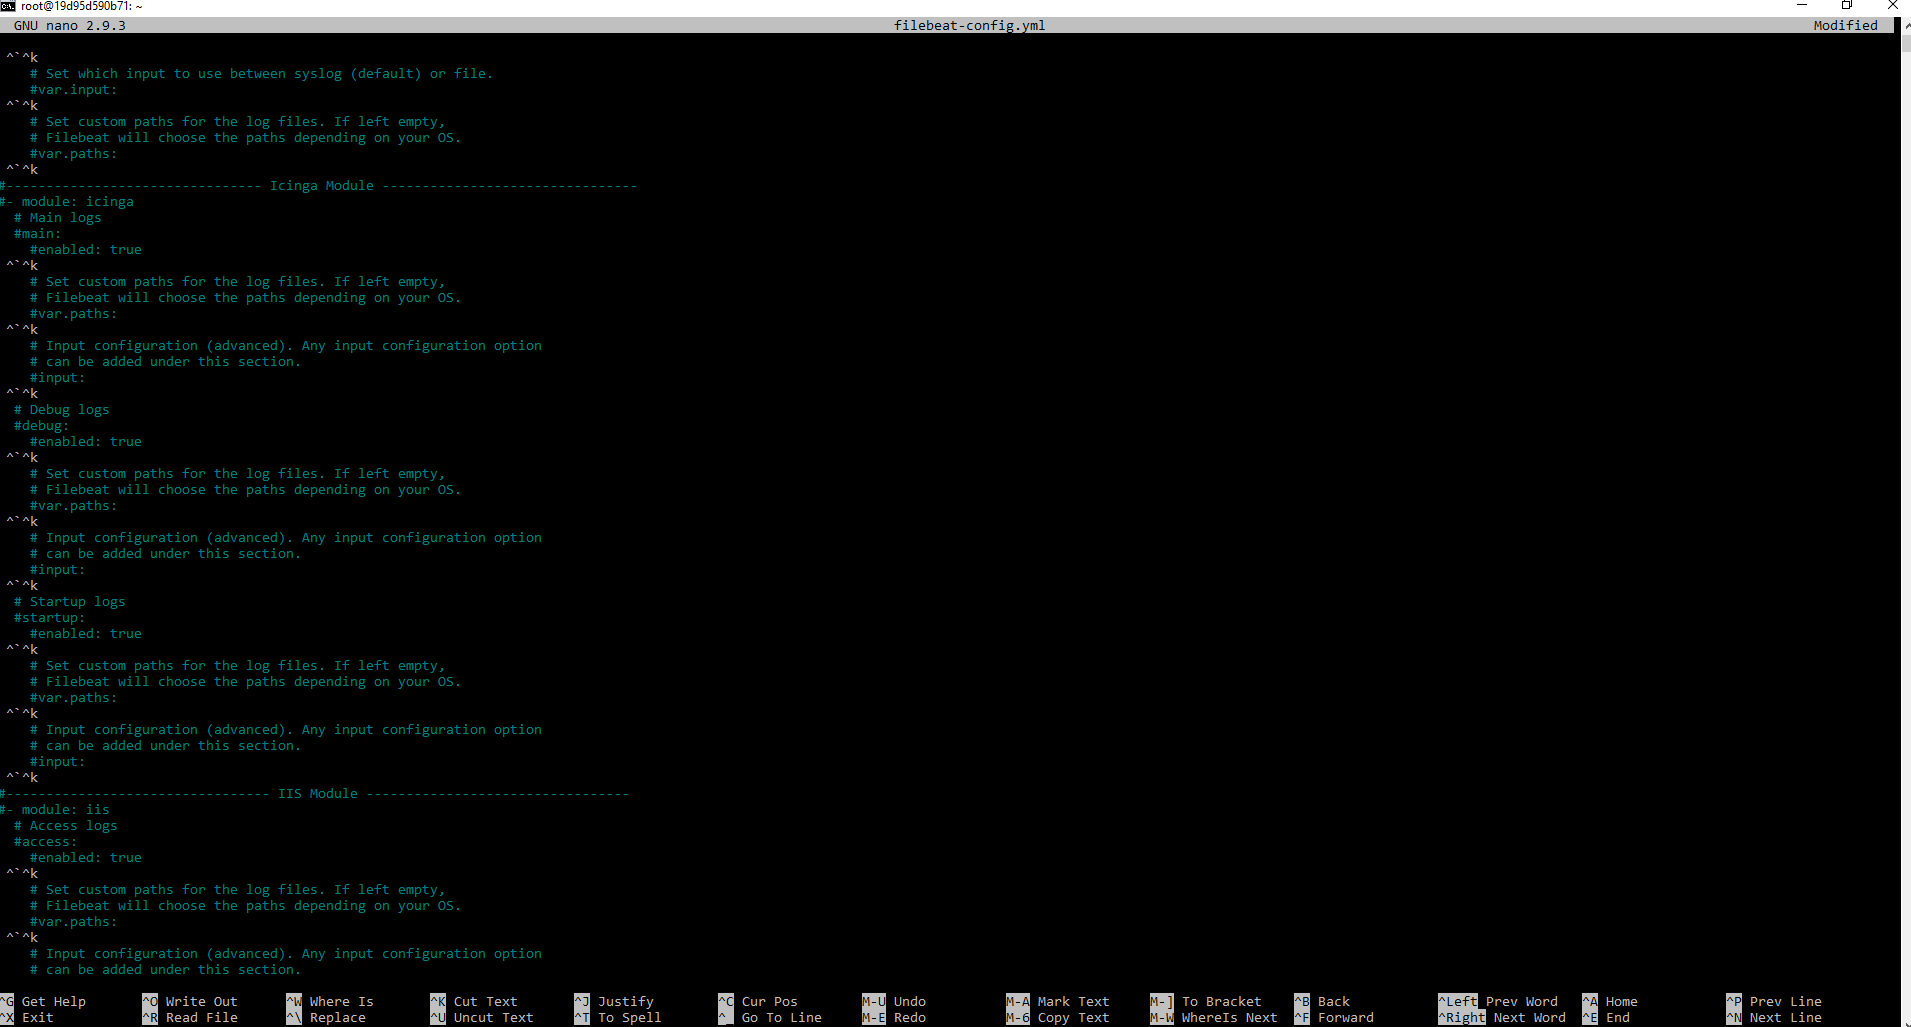 root@19d95d590b71: ~
GNU nano 2.9.3 filebeat-config.yml Modified
^`^k
# Set which input to use between syslog (default) or file.
#var.input:
^`^k
# Set custom paths for the log files. If left empty,
# Filebeat will choose the paths depending on your OS.
#var.paths:
^`^k
#-------------------------------- Icinga Module --------------------------------
#- module: icinga
# Main logs
#main:
#enabled: true
^`^k
# Set custom paths for the log files. If left empty,
# Filebeat will choose the paths depending on your OS.
#var.paths:
^`^k
# Input configuration (advanced). Any input configuration option
# can be added under this section.
#input:
^`^k
# Debug logs
#debug:
#enabled: true
^`^k
# Set custom paths for the log files. If left empty,
# Filebeat will choose the paths depending on your OS.
#var.paths:
^`^k
# Input configuration (advanced). Any input configuration option
# can be added under this section.
#input:
^`^k
# Startup logs
#startup:
#enabled: true
^`^k
# Set custom paths for the log files. If left empty,
# Filebeat will choose the paths depending on your OS.
#var.paths:
^`^k
# Input configuration (advanced). Any input configuration option
# can be added under this section.
#input:
^`^k
#--------------------------------- IIS Module ---------------------------------
#- module: iis
# Access logs
#access:
#enabled: true
^`^k
# Set custom paths for the log files. If left empty,
# Filebeat will choose the paths depending on your OS.
#var.paths:
^`^k
# Input configuration (advanced). Any input configuration option
# can be added under this section.
^G Get Help ^O Write Out ^W Where Is ^K Cut Text ^J Justify ^C Cur Pos M-U Undo M-A Mark Text M-] To Bracket ^B Back ^Left Prev Word ^A Home ^P Prev Line
^X Exit ^R Read File ^\ Replace ^U Uncut Text ^T To Spell ^_ Go To Line M-E Redo M-6 Copy Text M-W WhereIs Next ^F Forward ^Right Next Word ^E End ^N Next Line